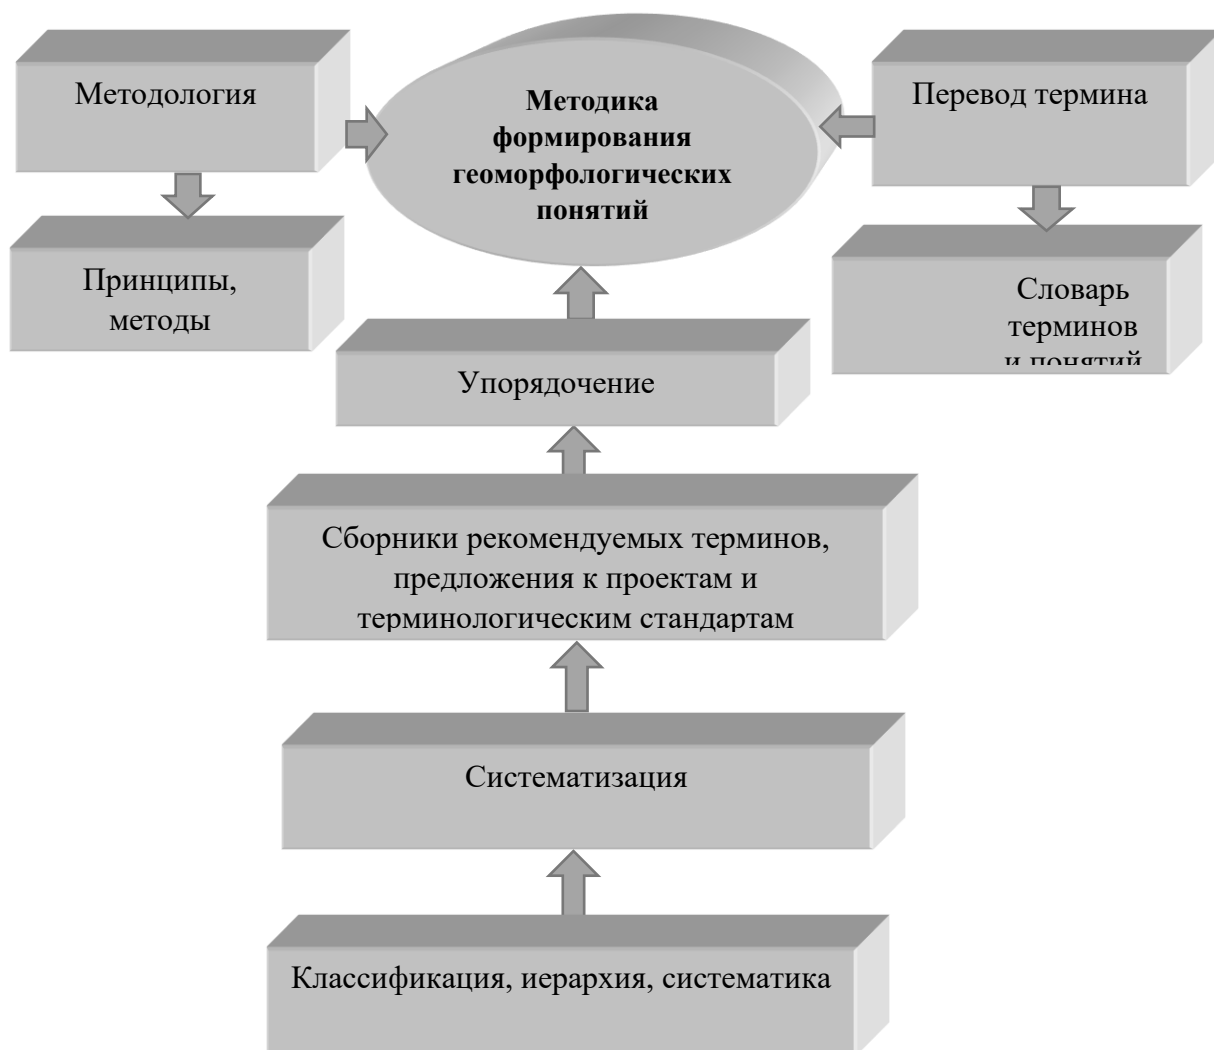 Методология
Методика
формирования
геоморфологических
понятий
Перевод термина
Принципы,
методы
Словарь
терминов
и понятий
Упорядочение
Сборники рекомендуемых терминов,
предложения к проектам и
терминологическим стандартам
Систематизация
Классификация, иерархия, систематика